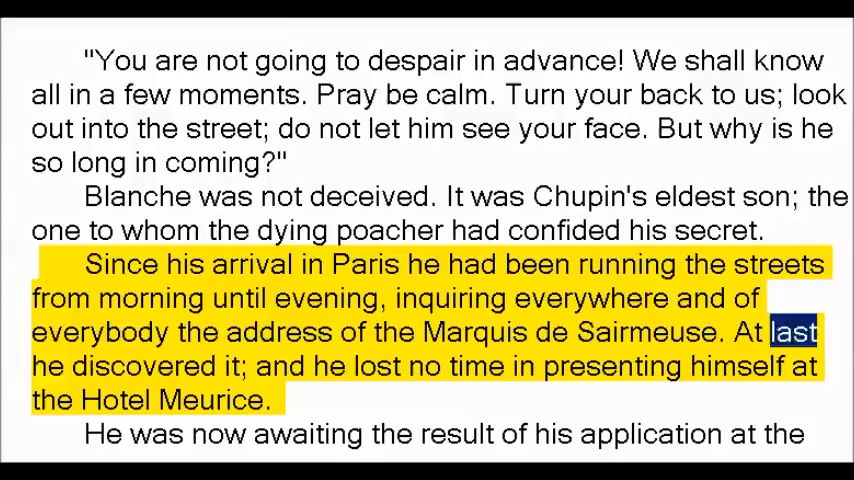 "You are not going to despair in advance! We shall know
all in a few moments. Pray be calm. Turn your back to us; look
out into the street; do not let him see your face. But why is he
so long in coming?"
Blanche was not deceived. It was Chupin's eldest son; the
one to whom the dying poacher had confided his secret.
Since his arrival in Paris he had been running the streets
from morning until evening, inquiring everywhere and of
everybody the address of the Marquis de Sairmeuse. At last
he discovered it; and he lost no time in presenting himself at
the Hotel Meurice.
He was now awaiting the result of his application at the